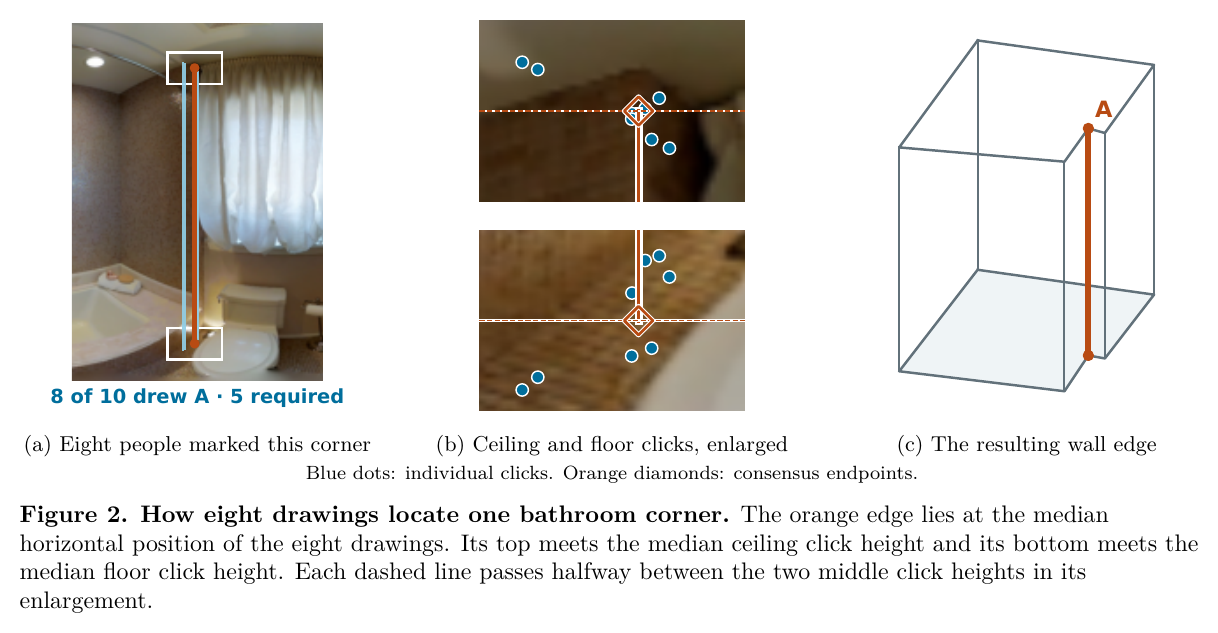 A
8 of 10 drew A · 5 required
(a) Eight people marked this corner
(b) Ceiling and floor clicks, enlarged
(c) The resulting wall edge
Blue dots: individual clicks. Orange diamonds: consensus endpoints.
Figure 2. How eight drawings locate one bathroom corner. The orange edge lies at the median
horizontal position of the eight drawings. Its top meets the median ceiling click height and its bottom meets the
median floor click height. Each dashed line passes halfway between the two middle click heights in its
enlargement.